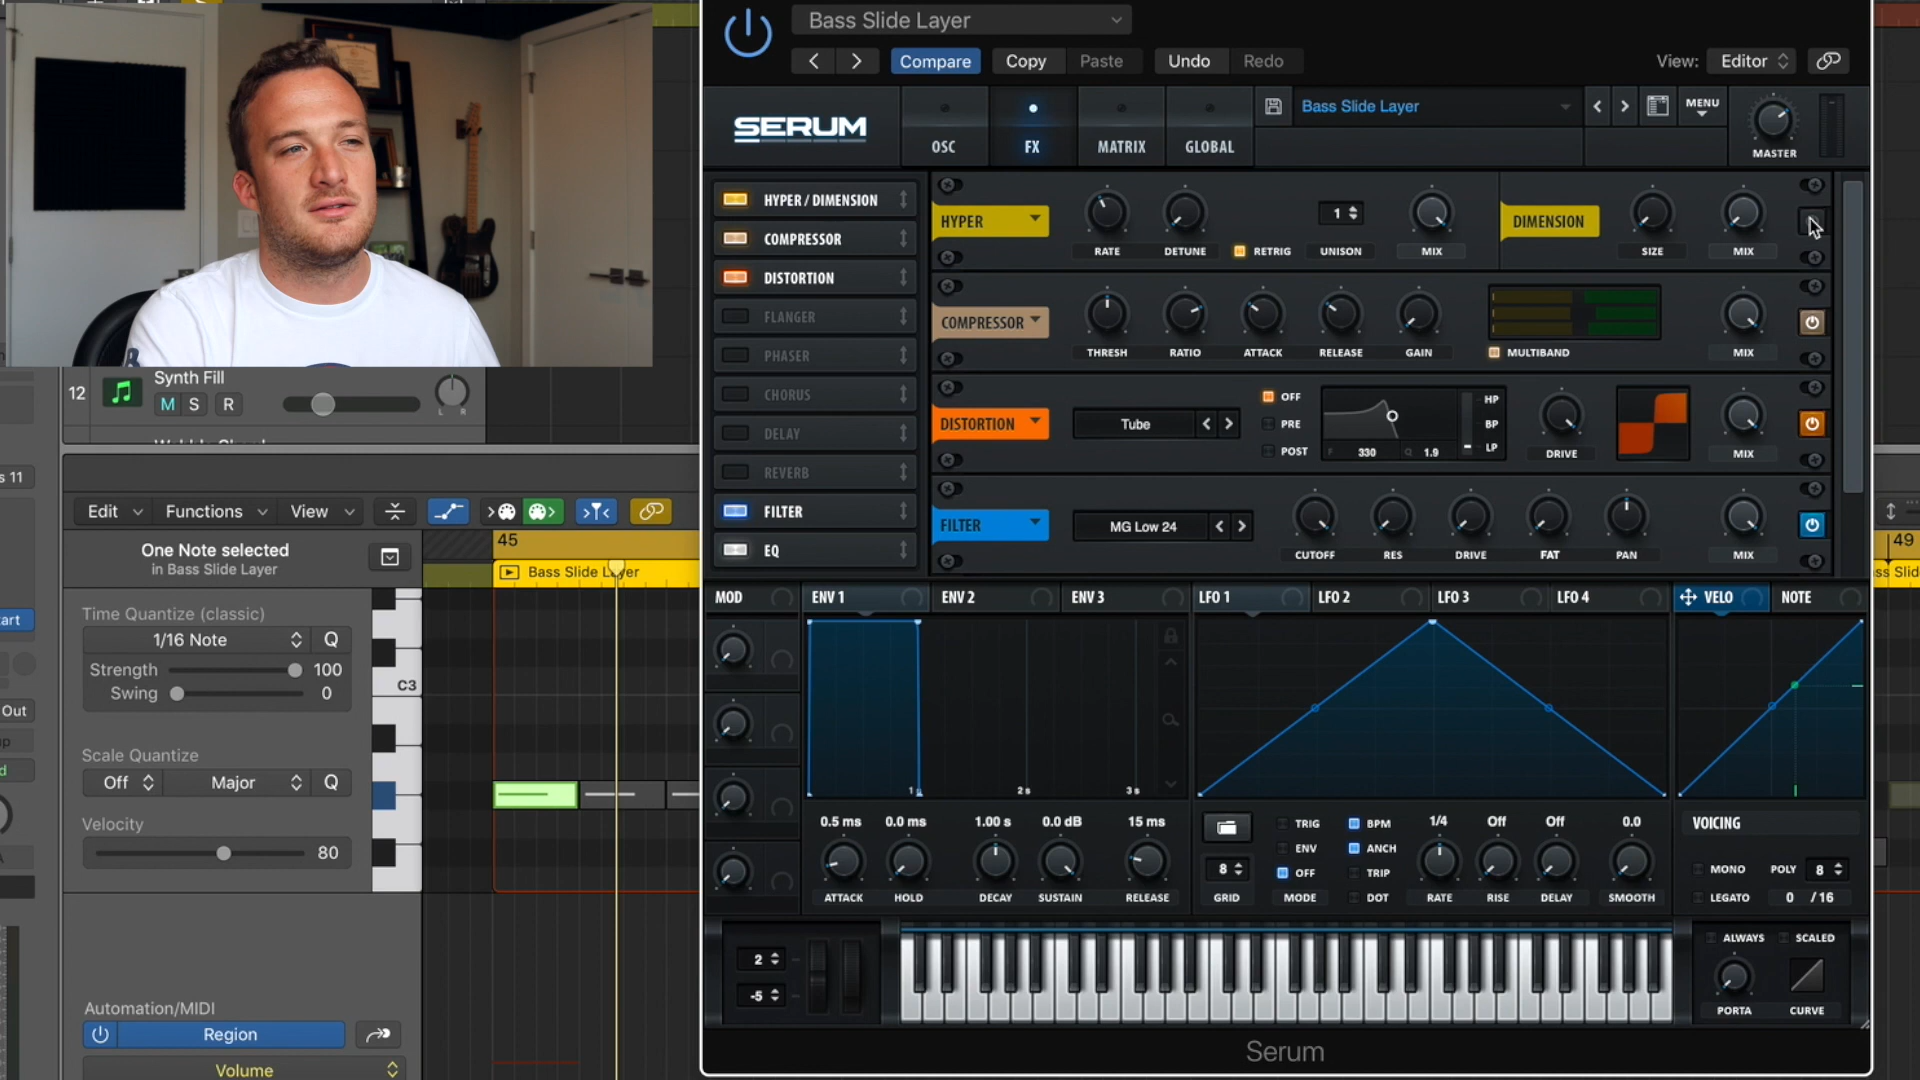 Bass Slide Layer
Compare Copy Paste Undo Redo View: Editor
SERUM
OSC FX MATRIX GLOBAL
Bass Slide Layer
MENU
MASTER
HYPER / DIMENSION
COMPRESSOR
DISTORTION
FLANGER
PHASER
CHORUS
DELAY
REVERB
FILTER
EQ
HYPER
RATE DETUNE RETRIG 1 UNISON MIX
DIMENSION
SIZE MIX
COMPRESSOR
THRESH RATIO ATTACK RELEASE GAIN MULTIBAND MIX
DISTORTION
Tube
OFF
PRE
POST
F 330 Q 1.9
HP
BP
LP
DRIVE MIX
FILTER
MG Low 24
CUTOFF RES DRIVE FAT PAN MIX
MOD ENV 1 ENV 2 ENV 3 LFO 1 LFO 2 LFO 3 LFO 4 VELO NOTE
1 s 2 s 3 s
0.5 ms 0.0 ms 1.00 s 0.0 dB 15 ms
ATTACK HOLD DECAY SUSTAIN RELEASE
8
GRID
TRIG BPM
ENV ANCH
OFF TRIP
MODE DOT
1/4 Off Off 0.0
RATE RISE DELAY SMOOTH
VOICING
MONO POLY 8
LEGATO 0 / 16
2
-5
ALWAYS SCALED
PORTA CURVE
Serum
12 Synth Fill
M S R
L R
s 11
Edit Functions View
45
49
One Note selected
in Bass Slide Layer
Bass Slide Layer
ss Slid
Time Quantize (classic)
1/16 Note Q
Strength 100
Swing 0
C3
Scale Quantize
Off Major Q
Velocity
80
Automation/MIDI
Region
Volume
art
Out